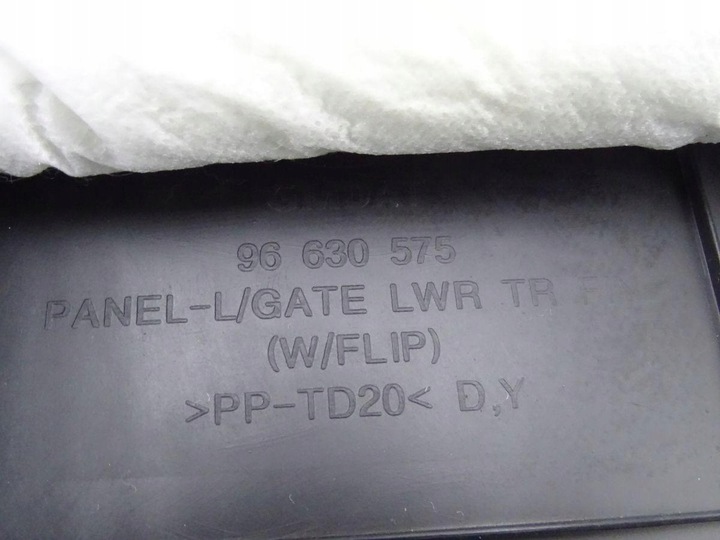 96 630 575
PANEL-L/GATE LWR TR F
(W/FLIP)
>PP-TD20< D,Y